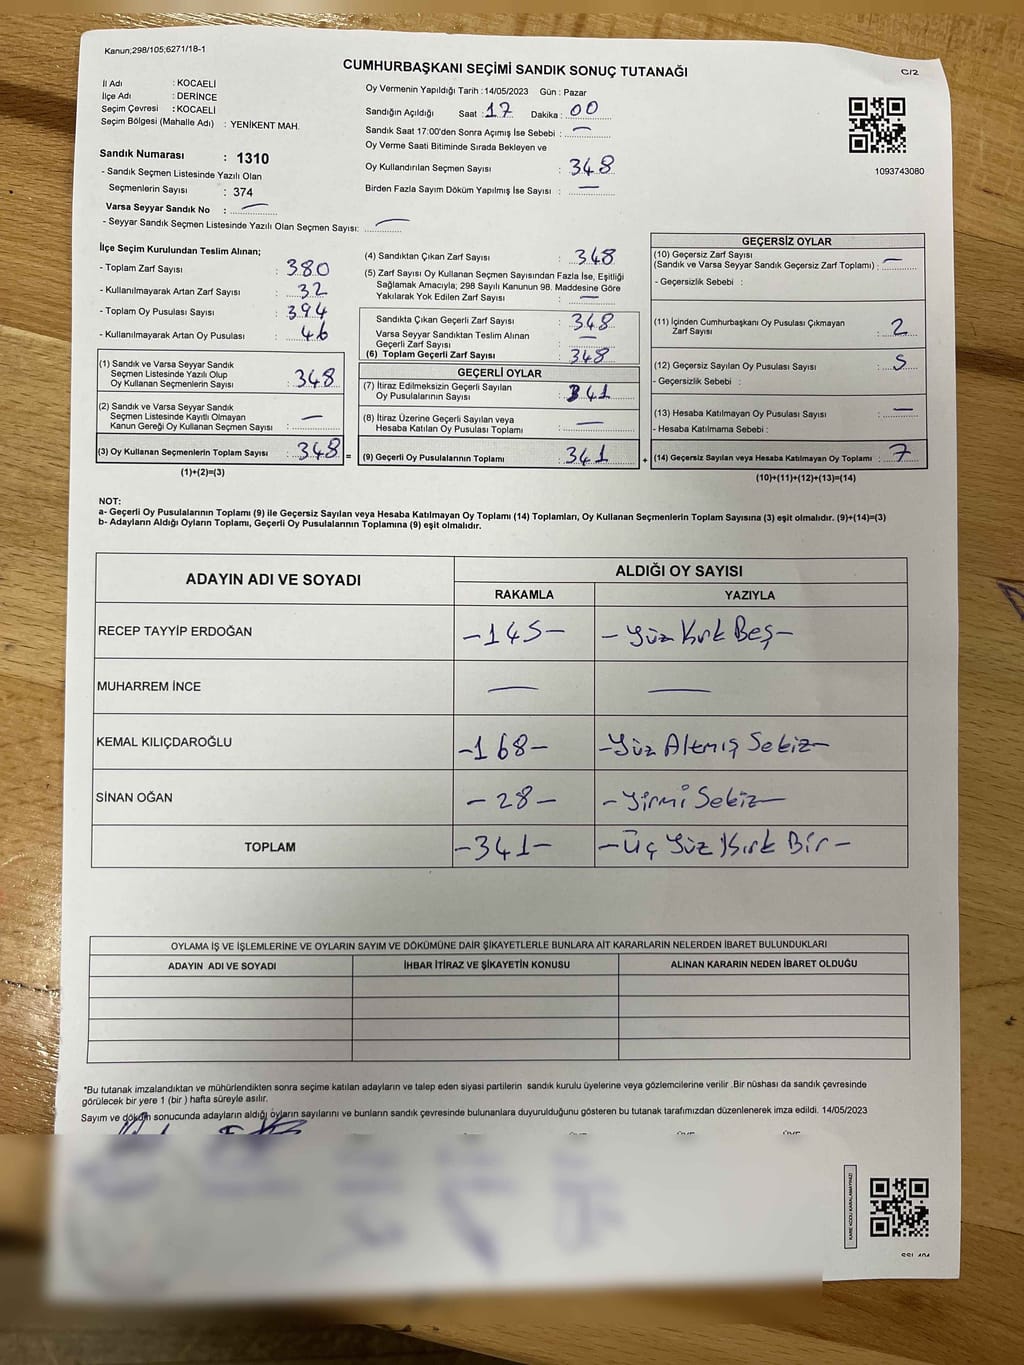 Kanun;298/105;6271/18-1
C/2
CUMHURBAŞKANI SEÇİMİ SANDIK SONUÇ TUTANAĞI
İl Adı : KOCAELİ
İlçe Adı : DERİNCE
Seçim Çevresi : KOCAELİ
Seçim Bölgesi (Mahalle Adı) : YENİKENT MAH.
Sandık Numarası : 1310
- Sandık Seçmen Listesinde Yazılı Olan
Seçmenlerin Sayısı : 374
Varsa Seyyar Sandık No : —
- Seyyar Sandık Seçmen Listesinde Yazılı Olan Seçmen Sayısı: —
Oy Vermenin Yapıldığı Tarih :14/05/2023 Gün : Pazar
Sandığın Açıldığı Saat : 17 Dakika : 00
Sandık Saat 17:00'den Sonra Açımış İse Sebebi : —
Oy Verme Saati Bitiminde Sırada Bekleyen ve
Oy Kullandırılan Seçmen Sayısı : 348
Birden Fazla Sayım Döküm Yapılmış İse Sayısı : —
1093743080
İlçe Seçim Kurulundan Teslim Alınan;
- Toplam Zarf Sayısı : 380
- Kullanılmayarak Artan Zarf Sayısı : 32
- Toplam Oy Pusulası Sayısı : 394
- Kullanılmayarak Artan Oy Pusulası : 46
(1) Sandık ve Varsa Seyyar Sandık
Seçmen Listesinde Yazılı Olup
Oy Kullanan Seçmenlerin Sayısı : 348
(2) Sandık ve Varsa Seyyar Sandık
Seçmen Listesinde Kayıtlı Olmayan
Kanun Gereği Oy Kullanan Seçmen Sayısı : —
(3) Oy Kullanan Seçmenlerin Toplam Sayısı : 348 =
(1)+(2)=(3)
(4) Sandıktan Çıkan Zarf Sayısı : 348
(5) Zarf Sayısı Oy Kullanan Seçmen Sayısından Fazla İse, Eşitliği
Sağlamak Amacıyla; 298 Sayılı Kanunun 98. Maddesine Göre
Yakılarak Yok Edilen Zarf Sayısı : —
Sandıkta Çıkan Geçerli Zarf Sayısı : 348
Varsa Seyyar Sandıktan Teslim Alınan
Geçerli Zarf Sayısı : —
(6) Toplam Geçerli Zarf Sayısı : 348
GEÇERLİ OYLAR
(7) İtiraz Edilmeksizin Geçerli Sayılan
Oy Pusulalarının Sayısı : 341
(8) İtiraz Üzerine Geçerli Sayılan veya
Hesaba Katılan Oy Pusulası Toplamı : —
(9) Geçerli Oy Pusulalarının Toplamı : 341 +
GEÇERSİZ OYLAR
(10) Geçersiz Zarf Sayısı
(Sandık ve Varsa Seyyar Sandık Geçersiz Zarf Toplamı) : —
- Geçersizlik Sebebi :
(11) İçinden Cumhurbaşkanı Oy Pusulası Çıkmayan
Zarf Sayısı : 2
(12) Geçersiz Sayılan Oy Pusulası Sayısı : 5
- Geçersizlik Sebebi :
(13) Hesaba Katılmayan Oy Pusulası Sayısı : —
- Hesaba Katılmama Sebebi :
(14) Geçersiz Sayılan veya Hesaba Katılmayan Oy Toplamı : 7
(10)+(11)+(12)+(13)=(14)
NOT:
a- Geçerli Oy Pusulalarının Toplamı (9) ile Geçersiz Sayılan veya Hesaba Katılmayan Oy Toplamı (14) Toplamları, Oy Kullanan Seçmenlerin Toplam Sayısına (3) eşit olmalıdır. (9)+(14)=(3)
b- Adayların Aldığı Oyların Toplamı, Geçerli Oy Pusulalarının Toplamına (9) eşit olmalıdır.
ADAYIN ADI VE SOYADI ALDIĞI OY SAYISI
RAKAMLA YAZIYLA
RECEP TAYYİP ERDOĞAN -145- -Yüz Kırk Beş-
MUHARREM İNCE — —
KEMAL KILIÇDAROĞLU -168- -Yüz Altmış Sekiz-
SİNAN OĞAN -28- -Yirmi Sekiz-
TOPLAM -341- -Üç Yüz Kırk Bir-
OYLAMA İŞ VE İŞLEMLERİNE VE OYLARIN SAYIM VE DÖKÜMÜNE DAİR ŞİKAYETLERLE BUNLARA AİT KARARLARIN NELERDEN İBARET BULUNDUKLARI
ADAYIN ADI VE SOYADI İHBAR İTİRAZ VE ŞİKAYETİN KONUSU ALINAN KARARIN NEDEN İBARET OLDUĞU
*Bu tutanak imzalandıktan ve mühürlendikten sonra seçime katılan adayların ve talep eden siyasi partilerin sandık kurulu üyelerine veya gözlemcilerine verilir .Bir nüshası da sandık çevresinde
görülecek bir yere 1 (bir ) hafta süreyle asılır.
Sayım ve döküm sonucunda adayların aldığı oyların sayılarını ve bunların sandık çevresinde bulunanlara duyurulduğunu gösteren bu tutanak tarafımızdan düzenlenerek imza edildi. 14/05/2023
KARE KODU KARALAMAYINIZ!